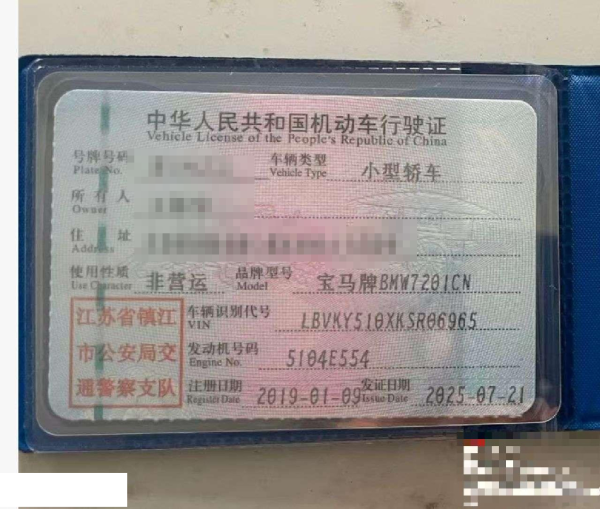 中华人民共和国机动车行驶证
Vehicle License of the People's Republic of China
号牌号码 车辆类型 小型轿车
Plate No. Vehicle Type
所有人
Owner
住址
Address
使用性质 非营运 品牌型号 宝马牌BMW7201CN
Use Character Model
江苏省镇江
市公安局交
通警察支队
车辆识别代号 LBVKY510XKSR06965
VIN
发动机号码 5104E554
Engine No.
注册日期 2019-01-09 发证日期 2025-07-21
Register Date Issue Date